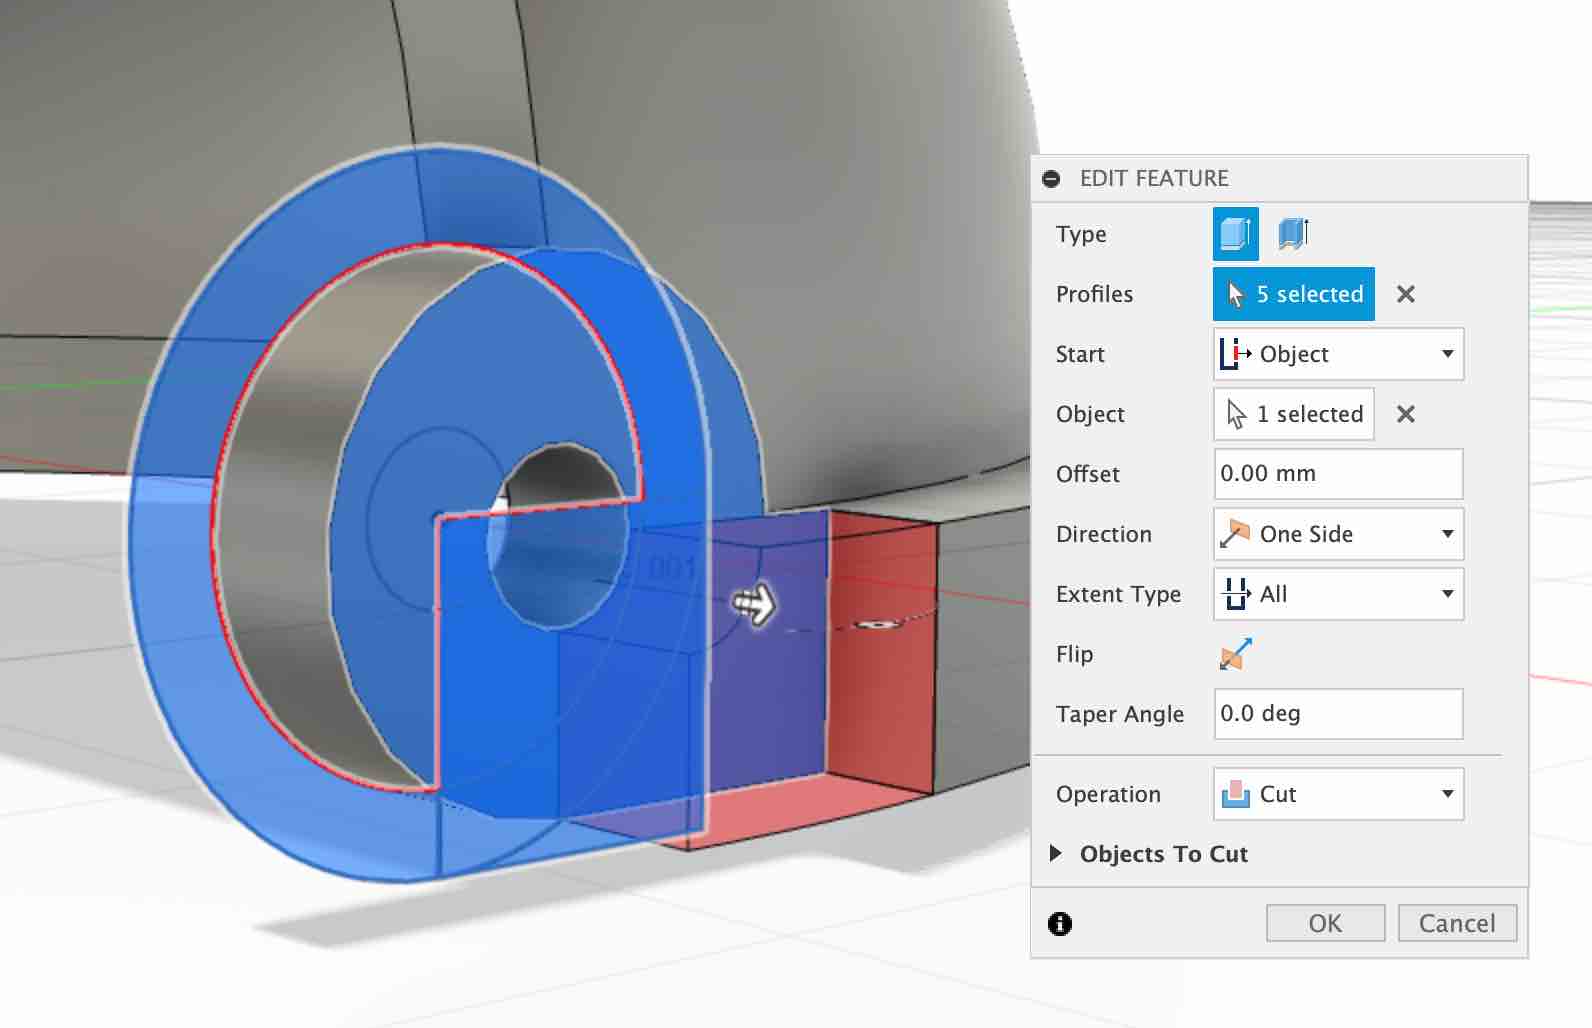 EDIT FEATURE
Type
Profiles 5 selected
Start Object
Object 1 selected
Offset 0.00 mm
Direction One Side
Extent Type All
Flip
Taper Angle 0.0 deg
Operation Cut
Objects To Cut
OK Cancel
001